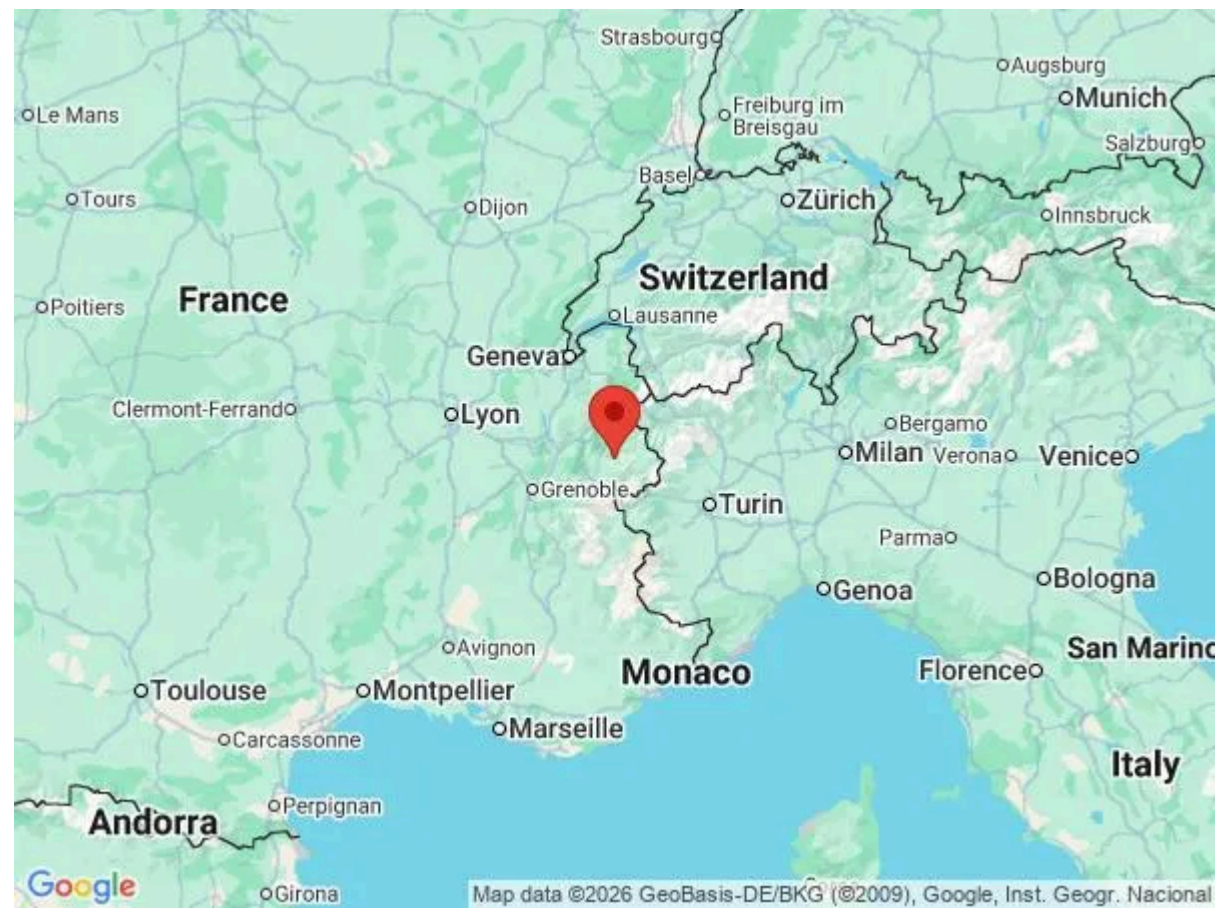 Strasbourg
Augsburg
Munich
Freiburg im
Breisgau
Le Mans
Salzburg
Basel
Zürich
Tours
Dijon
Innsbruck
Switzerland
France
Poitiers
Lausanne
Geneva
Clermont-Ferrand
Lyon
Bergamo
Milan
Verona
Venice
Grenoble
Turin
Parma
Bologna
Genoa
Avignon
San Marino
Monaco
Florence
Toulouse
Montpellier
Marseille
Carcassonne
Italy
Perpignan
Andorra
Google
Girona
Map data ©2026 GeoBasis-DE/BKG (©2009), Google, Inst. Geogr. Nacional